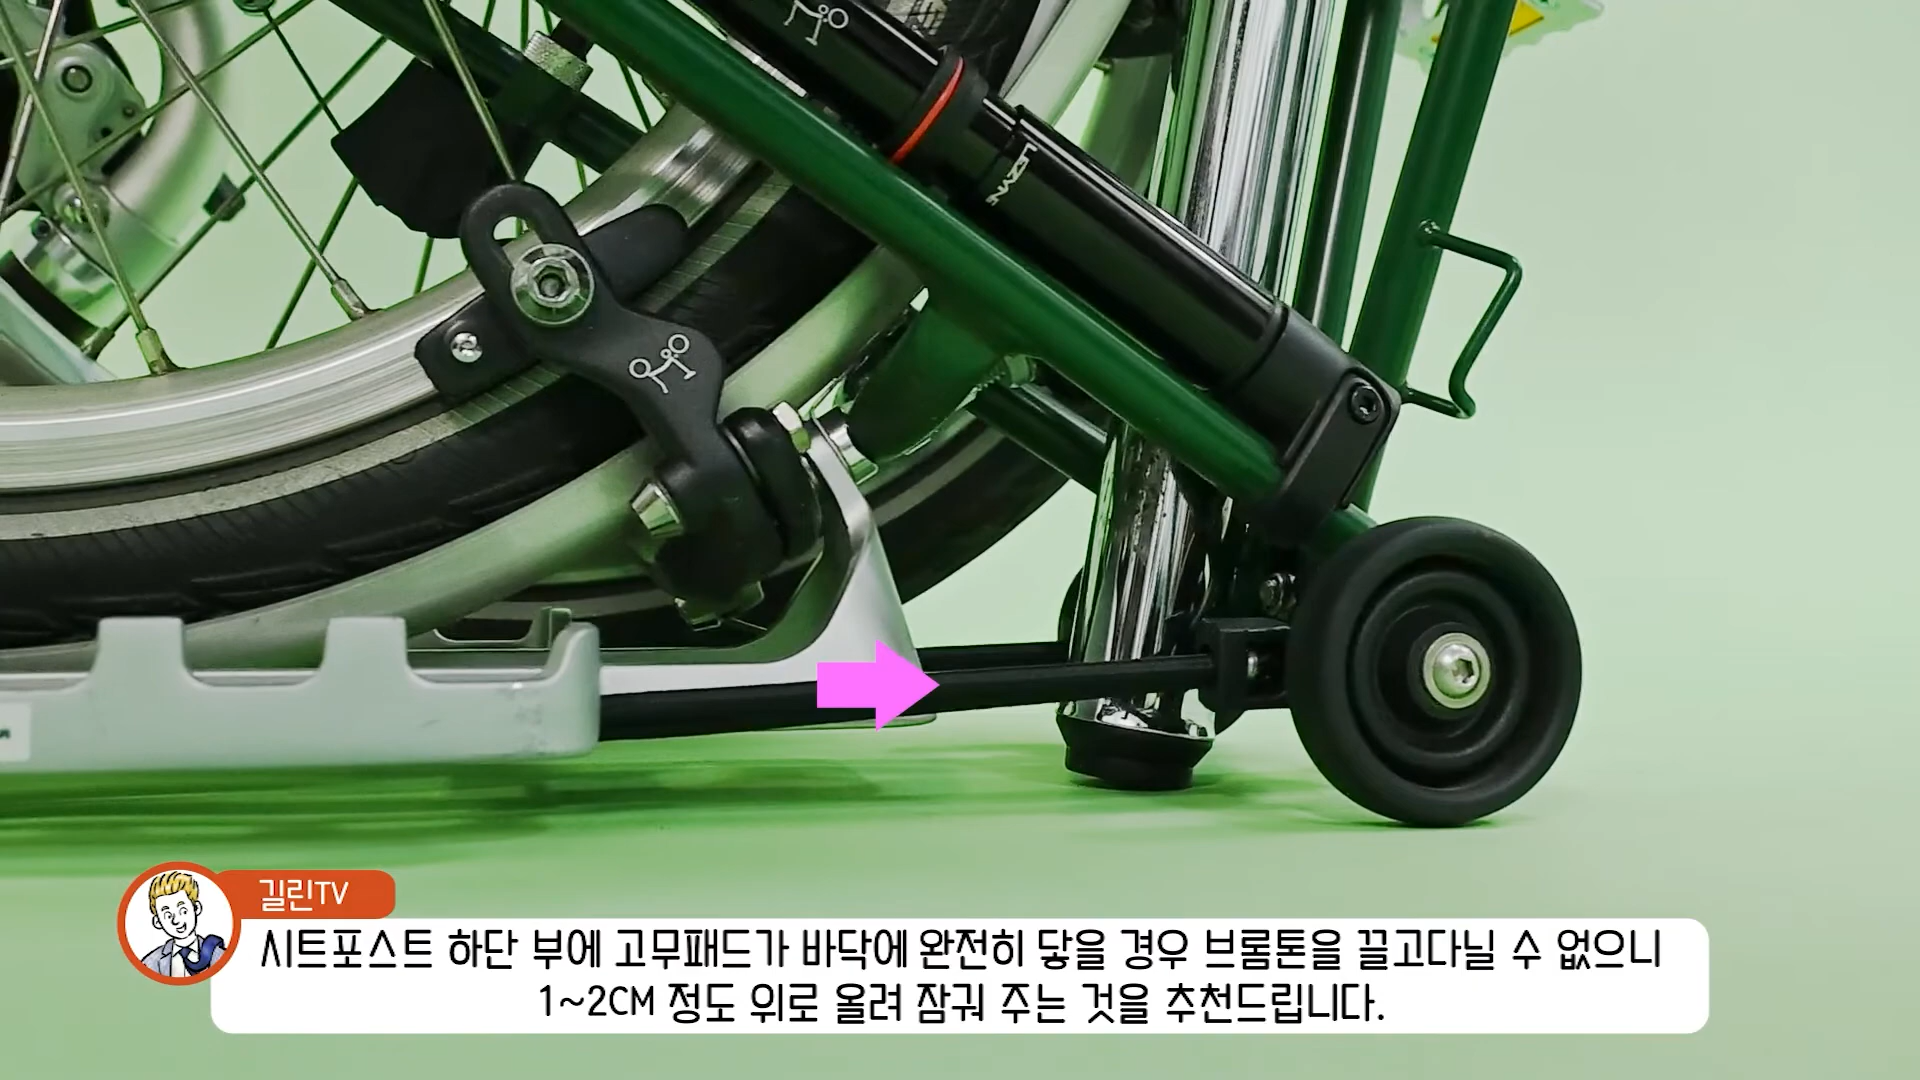 LEZYNE
길린TV
시트포스트 하단 부에 고무패드가 바닥에 완전히 닿을 경우 브롬톤을 끌고다닐 수 없으니
1~2CM 정도 위로 올려 잠궈 주는 것을 추천드립니다.